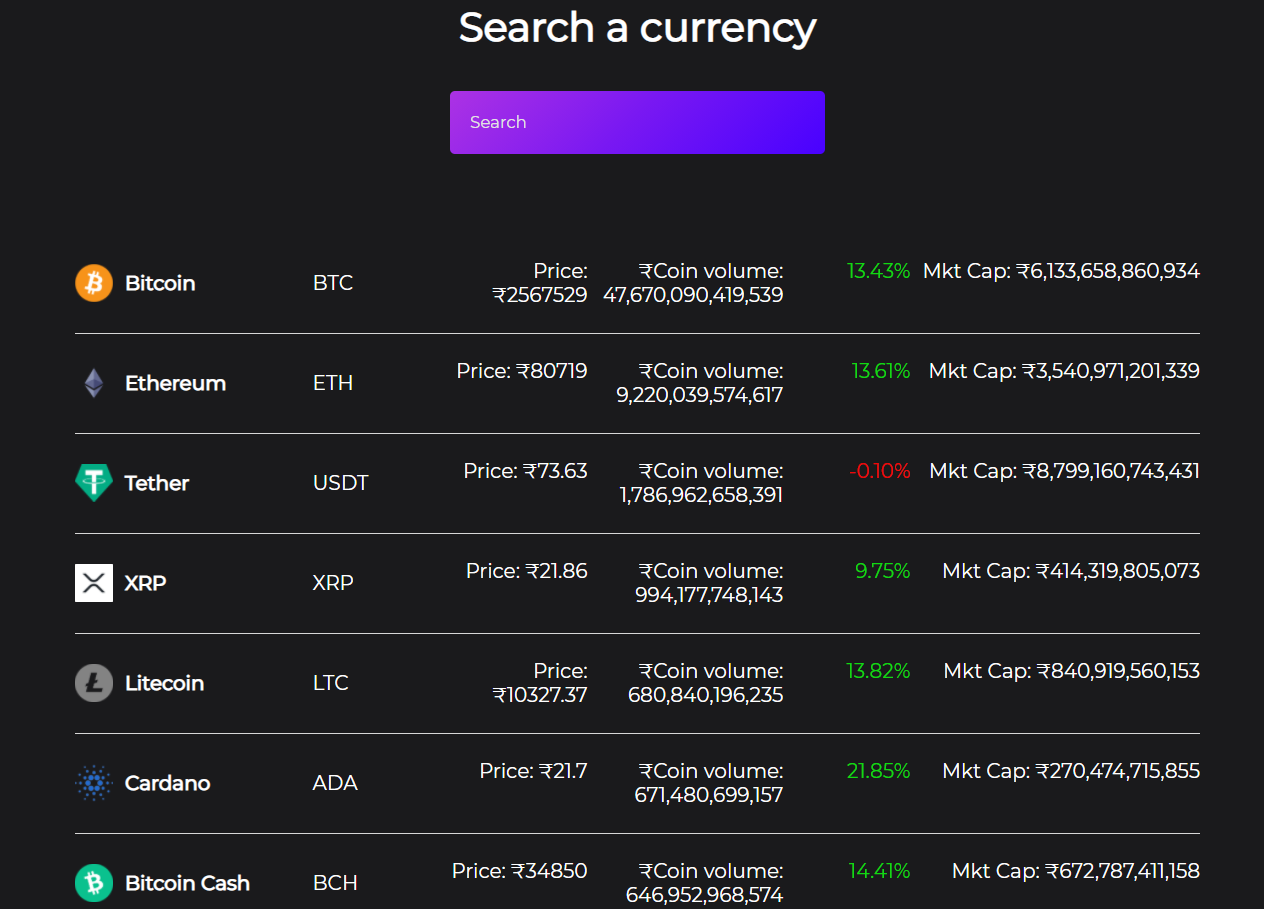 Search a currency
Search
Bitcoin BTC Price: ₹2567529 ₹Coin volume: 47,670,090,419,539 13.43% Mkt Cap: ₹6,133,658,860,934
Ethereum ETH Price: ₹80719 ₹Coin volume: 9,220,039,574,617 13.61% Mkt Cap: ₹3,540,971,201,339
Tether USDT Price: ₹73.63 ₹Coin volume: 1,786,962,658,391 -0.10% Mkt Cap: ₹8,799,160,743,431
XRP XRP Price: ₹21.86 ₹Coin volume: 994,177,748,143 9.75% Mkt Cap: ₹414,319,805,073
Litecoin LTC Price: ₹10327.37 ₹Coin volume: 680,840,196,235 13.82% Mkt Cap: ₹840,919,560,153
Cardano ADA Price: ₹21.7 ₹Coin volume: 671,480,699,157 21.85% Mkt Cap: ₹270,474,715,855
Bitcoin Cash BCH Price: ₹34850 ₹Coin volume: 646,952,968,574 14.41% Mkt Cap: ₹672,787,411,158